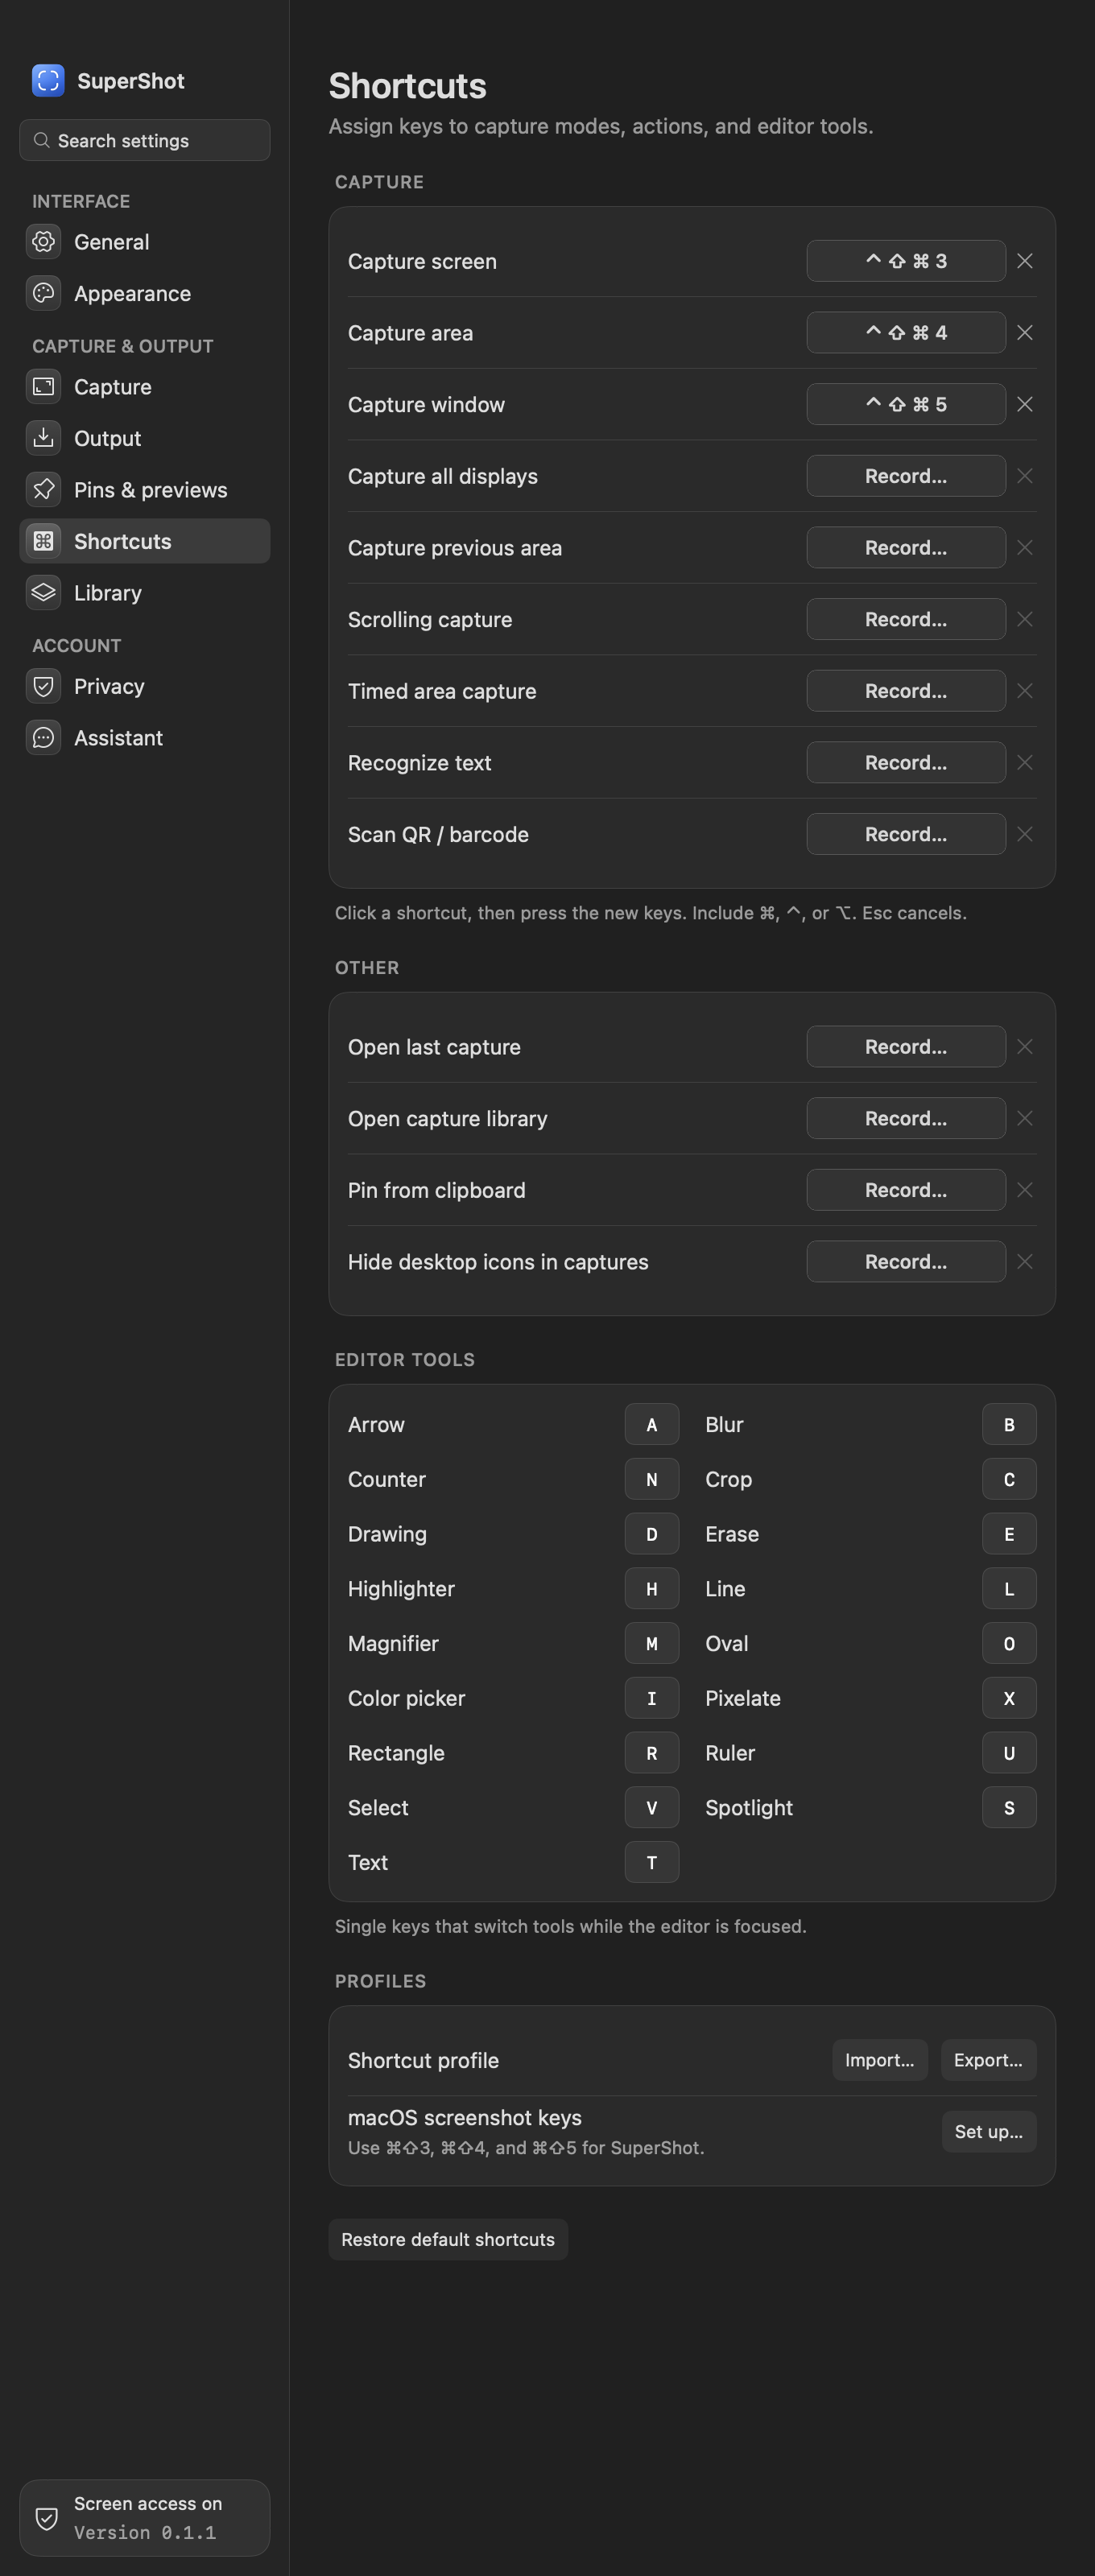 SuperShot
Search settings
INTERFACE
General
Appearance
CAPTURE & OUTPUT
Capture
Output
Pins & previews
Shortcuts
Library
ACCOUNT
Privacy
Assistant
Screen access on
Version 0.1.1
Shortcuts
Assign keys to capture modes, actions, and editor tools.
CAPTURE
Capture screen ⌃ ⇧ ⌘ 3
Capture area ⌃ ⇧ ⌘ 4
Capture window ⌃ ⇧ ⌘ 5
Capture all displays Record...
Capture previous area Record...
Scrolling capture Record...
Timed area capture Record...
Recognize text Record...
Scan QR / barcode Record...
Click a shortcut, then press the new keys. Include ⌘, ⌃, or ⌥. Esc cancels.
OTHER
Open last capture Record...
Open capture library Record...
Pin from clipboard Record...
Hide desktop icons in captures Record...
EDITOR TOOLS
Arrow A Blur B
Counter N Crop C
Drawing D Erase E
Highlighter H Line L
Magnifier M Oval O
Color picker I Pixelate X
Rectangle R Ruler U
Select V Spotlight S
Text T
Single keys that switch tools while the editor is focused.
PROFILES
Shortcut profile Import... Export...
macOS screenshot keys
Use ⌘⇧3, ⌘⇧4, and ⌘⇧5 for SuperShot.
Set up...
Restore default shortcuts